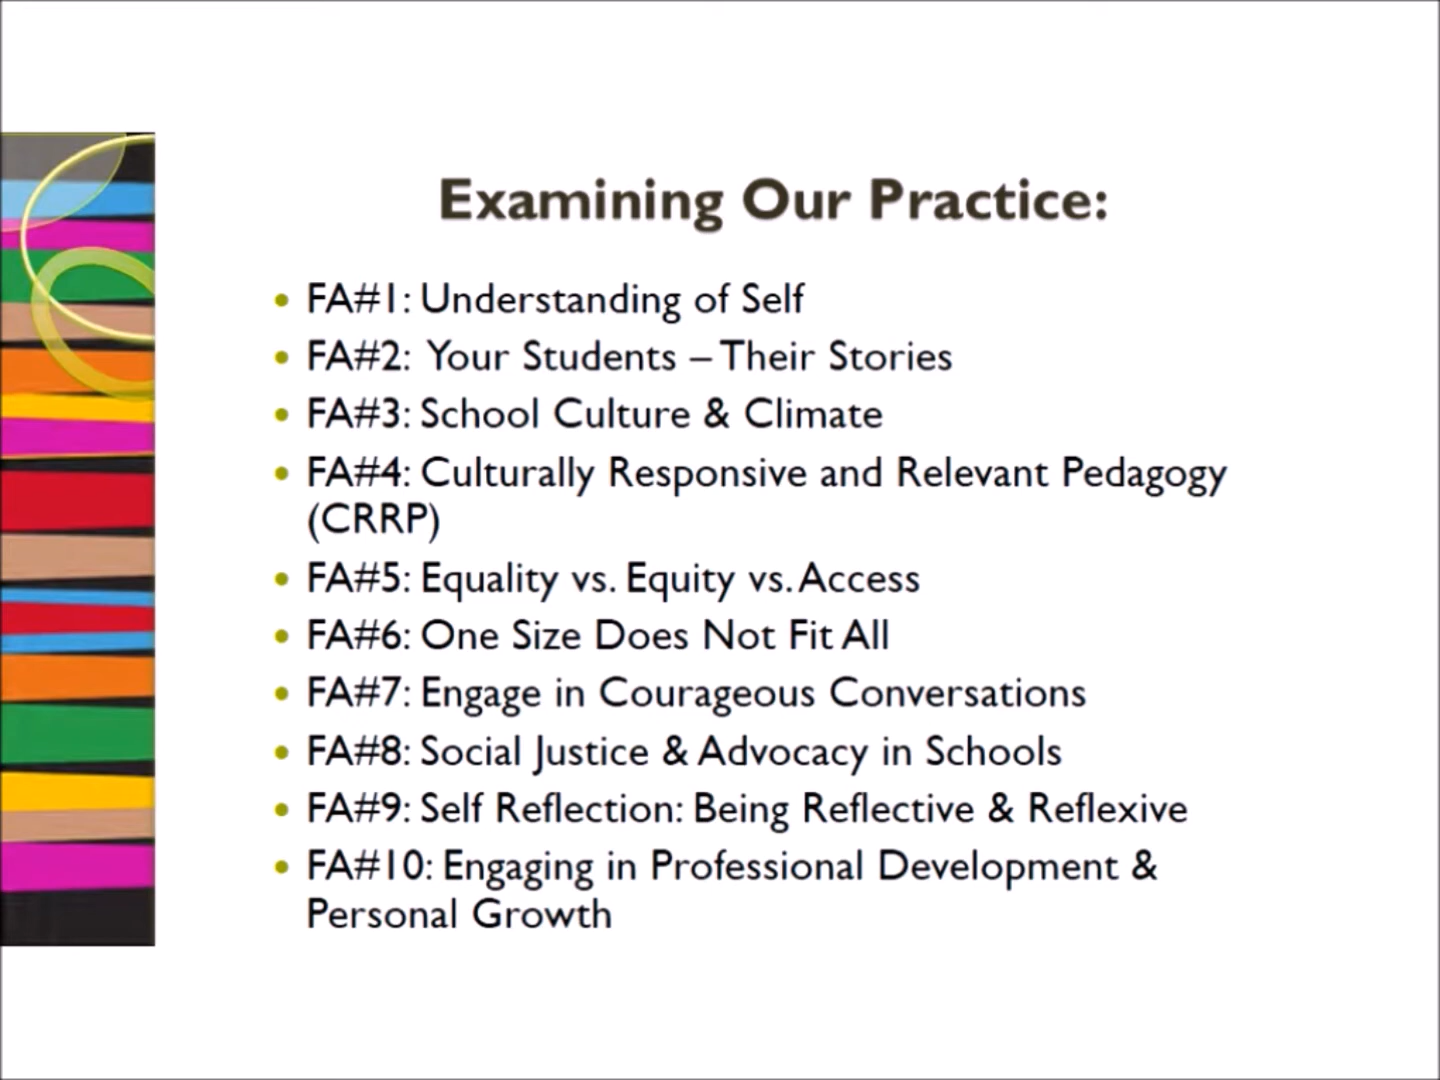 Examining Our Practice:
• FA#1: Understanding of Self
• FA#2: Your Students – Their Stories
• FA#3: School Culture & Climate
• FA#4: Culturally Responsive and Relevant Pedagogy
(CRRP)
• FA#5: Equality vs. Equity vs. Access
• FA#6: One Size Does Not Fit All
• FA#7: Engage in Courageous Conversations
• FA#8: Social Justice & Advocacy in Schools
• FA#9: Self Reflection: Being Reflective & Reflexive
• FA#10: Engaging in Professional Development &
Personal Growth